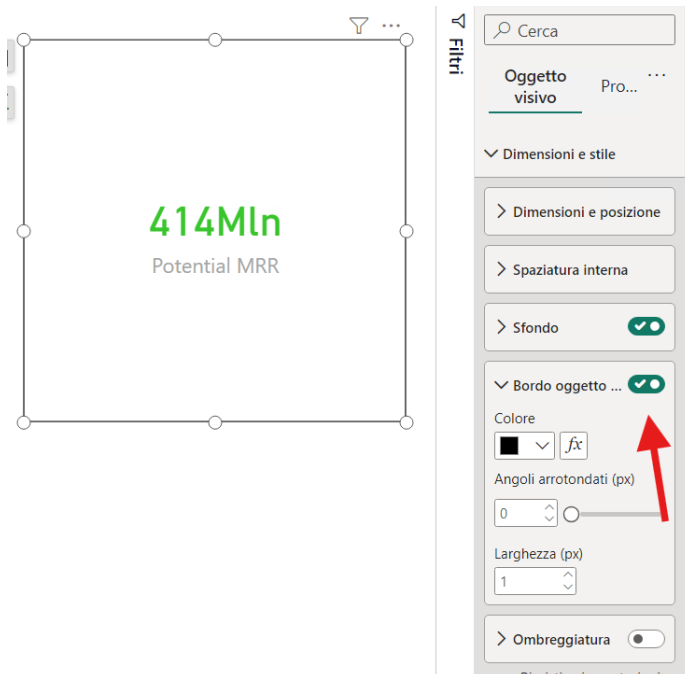 414Mln
Potential MRR
Filtri
Cerca
Oggetto
visivo
Pro...
Dimensioni e stile
Dimensioni e posizione
Spaziatura interna
Sfondo
Bordo oggetto ...
Colore
fx
Angoli arrotondati (px)
0
Larghezza (px)
1
Ombreggiatura